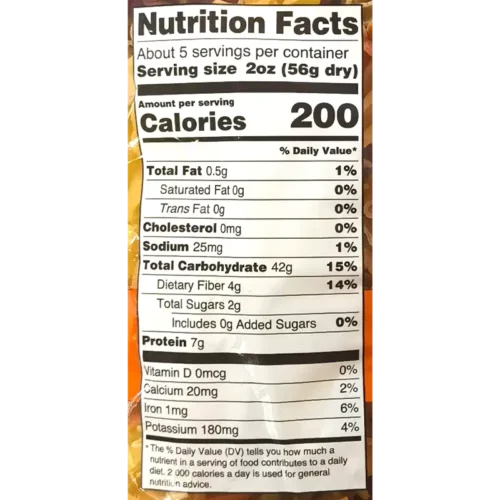 Nutrition Facts
About 5 servings per container
Serving size 2oz (56g dry)
Amount per serving
Calories 200
% Daily Value*
Total Fat 0.5g 1%
Saturated Fat 0g 0%
Trans Fat 0g 0%
Cholesterol 0mg 0%
Sodium 25mg 1%
Total Carbohydrate 42g 15%
Dietary Fiber 4g 14%
Total Sugars 2g
Includes 0g Added Sugars 0%
Protein 7g
Vitamin D 0mcg 0%
Calcium 20mg 2%
Iron 1mg 6%
Potassium 180mg 4%
*The % Daily Value (DV) tells you how much a
nutrient in a serving of food contributes to a daily
diet. 2 000 calories a day is used for general
nutrition advice.